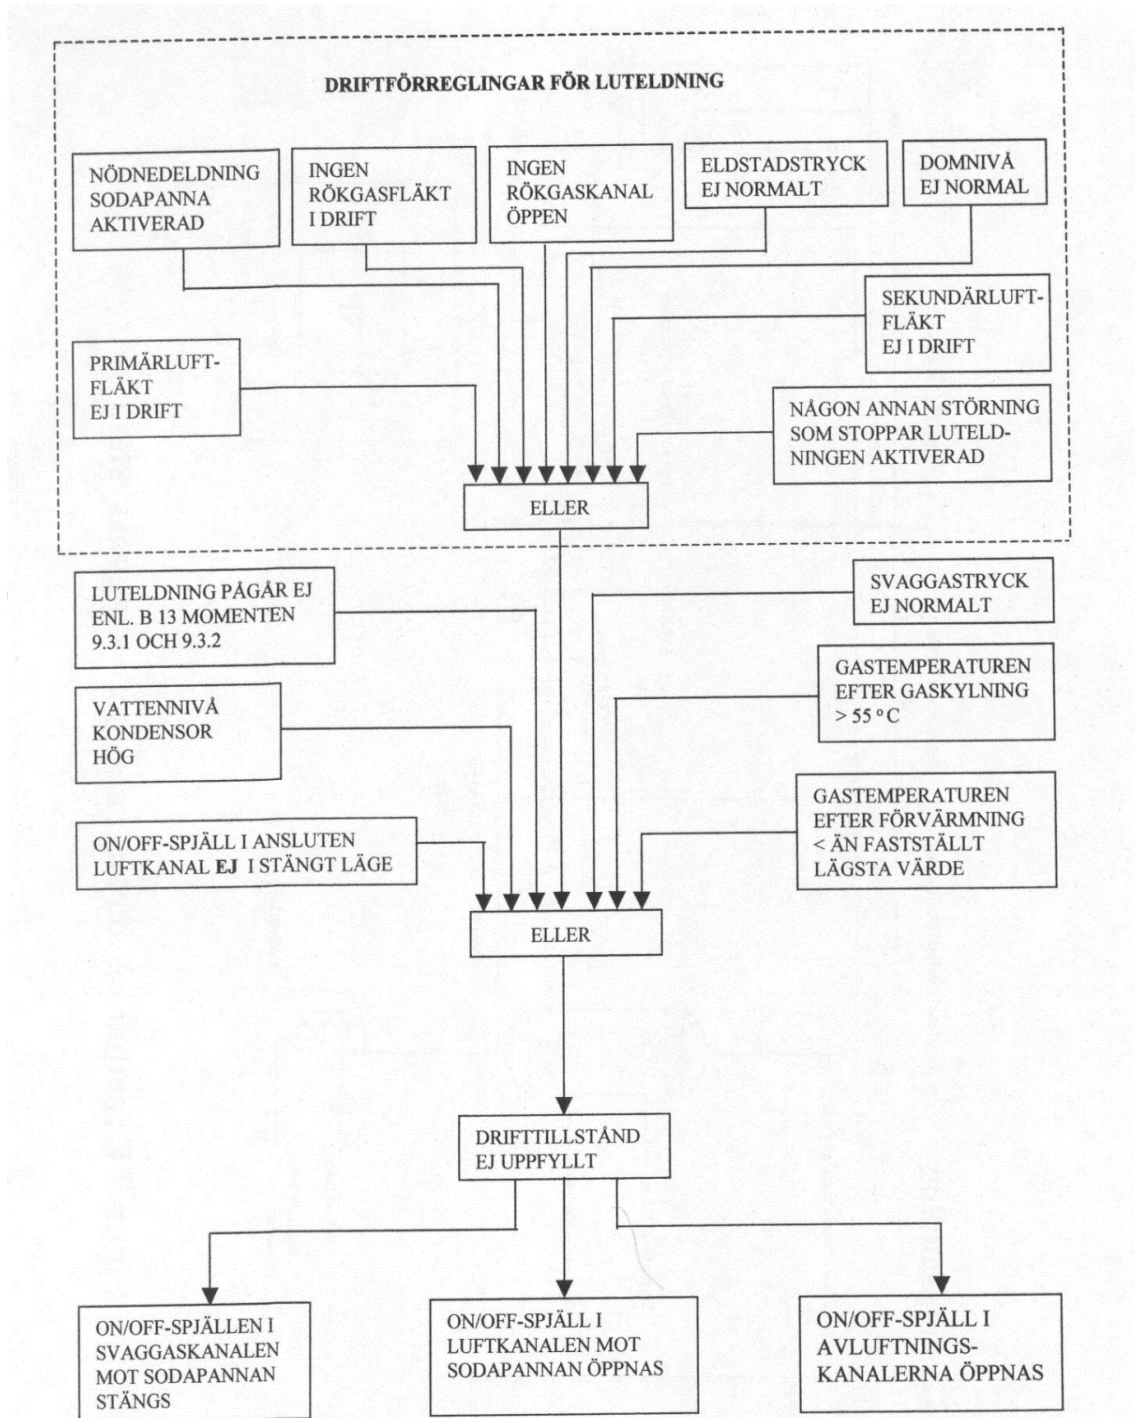 DRIFTFÖRREGLINGAR FÖR LUTELDNING
NÖDNEDELDNING
SODAPANNA
AKTIVERAD
INGEN
RÖKGASFLÄKT
I DRIFT
INGEN
RÖKGASKANAL
ÖPPEN
ELDSTADSTRYCK
EJ NORMALT
DOMNIVÅ
EJ NORMAL
PRIMÄRLUFT-
FLÄKT
EJ I DRIFT
SEKUNDÄRLUFT-
FLÄKT
EJ I DRIFT
NÅGON ANNAN STÖRNING
SOM STOPPAR LUTELD-
NINGEN AKTIVERAD
ELLER
LUTELDNING PÅGÅR EJ
ENL. B 13 MOMENTEN
9.3.1 OCH 9.3.2
SVAGGASTRYCK
EJ NORMALT
VATTENNIVÅ
KONDENSOR
HÖG
GASTEMPERATUREN
EFTER GASKYLNING
> 55 °C
ON/OFF-SPJÄLL I ANSLUTEN
LUFTKANAL EJ I STÄNGT LÄGE
GASTEMPERATUREN
EFTER FÖRVÄRMNING
< ÄN FASTSTÄLLT
LÄGSTA VÄRDE
ELLER
DRIFTTILLSTÅND
EJ UPPFYLLT
ON/OFF-SPJÄLLEN I
SVAGGASKANALEN
MOT SODAPANNAN
STÄNGS
ON/OFF-SPJÄLL I
LUFTKANALEN MOT
SODAPANNAN ÖPPNAS
ON/OFF-SPJÄLL I
AVLUFTNINGS-
KANALERNA ÖPPNAS